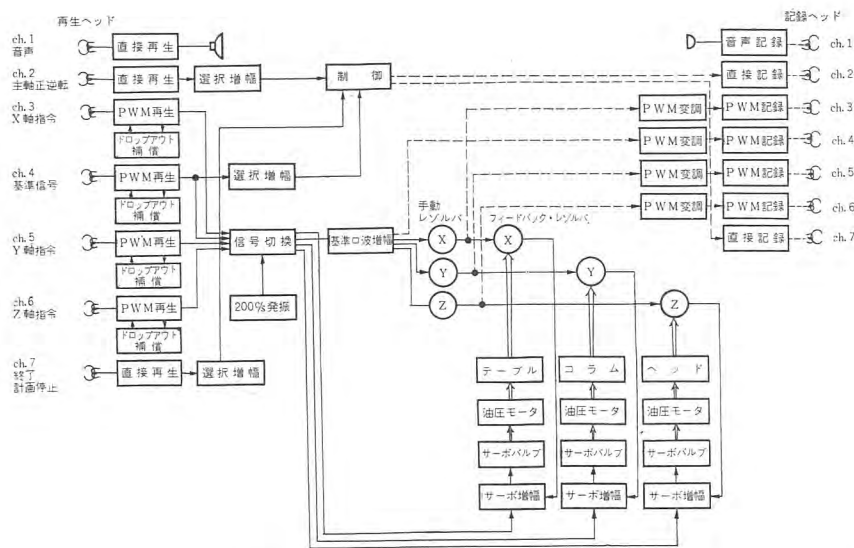 再生ヘッド
ch.1
音声
直接再生
ch.2
主軸正逆転
直接再生
選択増幅
制御
ch.3
X軸指令
PWM再生
ドロップアウト
補償
ch.4
基準信号
PWM再生
選択増幅
ドロップアウト
補償
ch.5
Y軸指令
PWM再生
信号切換
基準ロ波増幅
ドロップアウト
補償
200c/s発振
ch.6
Z軸指令
PWM再生
ドロップアウト
補償
ch.7
終了
計画停止
直接再生
選択増幅
手動
レゾルバ
フィードバック・レゾルバ
X
X
Y
Y
Z
Z
テーブル
コラム
ヘッド
油圧モータ
油圧モータ
油圧モータ
サーボバルブ
サーボバルブ
サーボバルブ
サーボ増幅
サーボ増幅
サーボ増幅
記録ヘッド
音声記録
ch.1
直接記録
ch.2
PWM変調
PWM記録
ch.3
PWM変調
PWM記録
ch.4
PWM変調
PWM記録
ch.5
PWM変調
PWM記録
ch.6
直接記録
ch.7